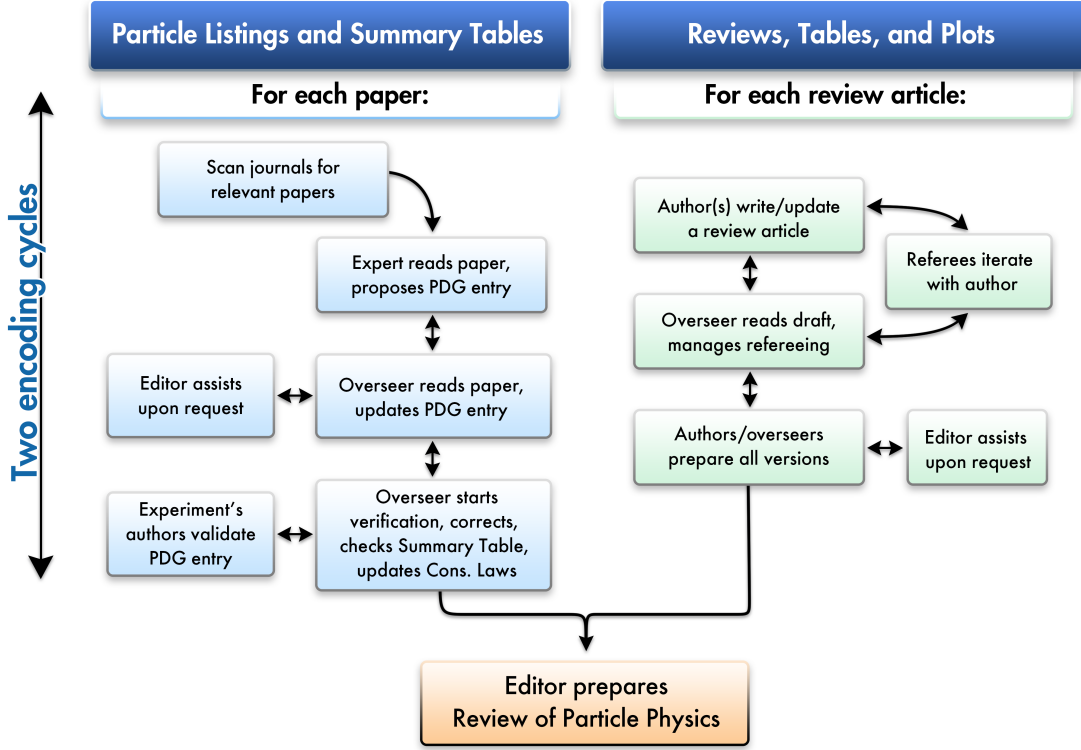 Particle Listings and Summary Tables
For each paper:
Two encoding cycles
Scan journals for
relevant papers
Expert reads paper,
proposes PDG entry
Editor assists
upon request
Overseer reads paper,
updates PDG entry
Experiment's
authors validate
PDG entry
Overseer starts
verification, corrects,
checks Summary Table,
updates Cons. Laws
Reviews, Tables, and Plots
For each review article:
Author(s) write/update
a review article
Referees iterate
with author
Overseer reads draft,
manages refereeing
Authors/overseers
prepare all versions
Editor assists
upon request
Editor prepares
Review of Particle Physics